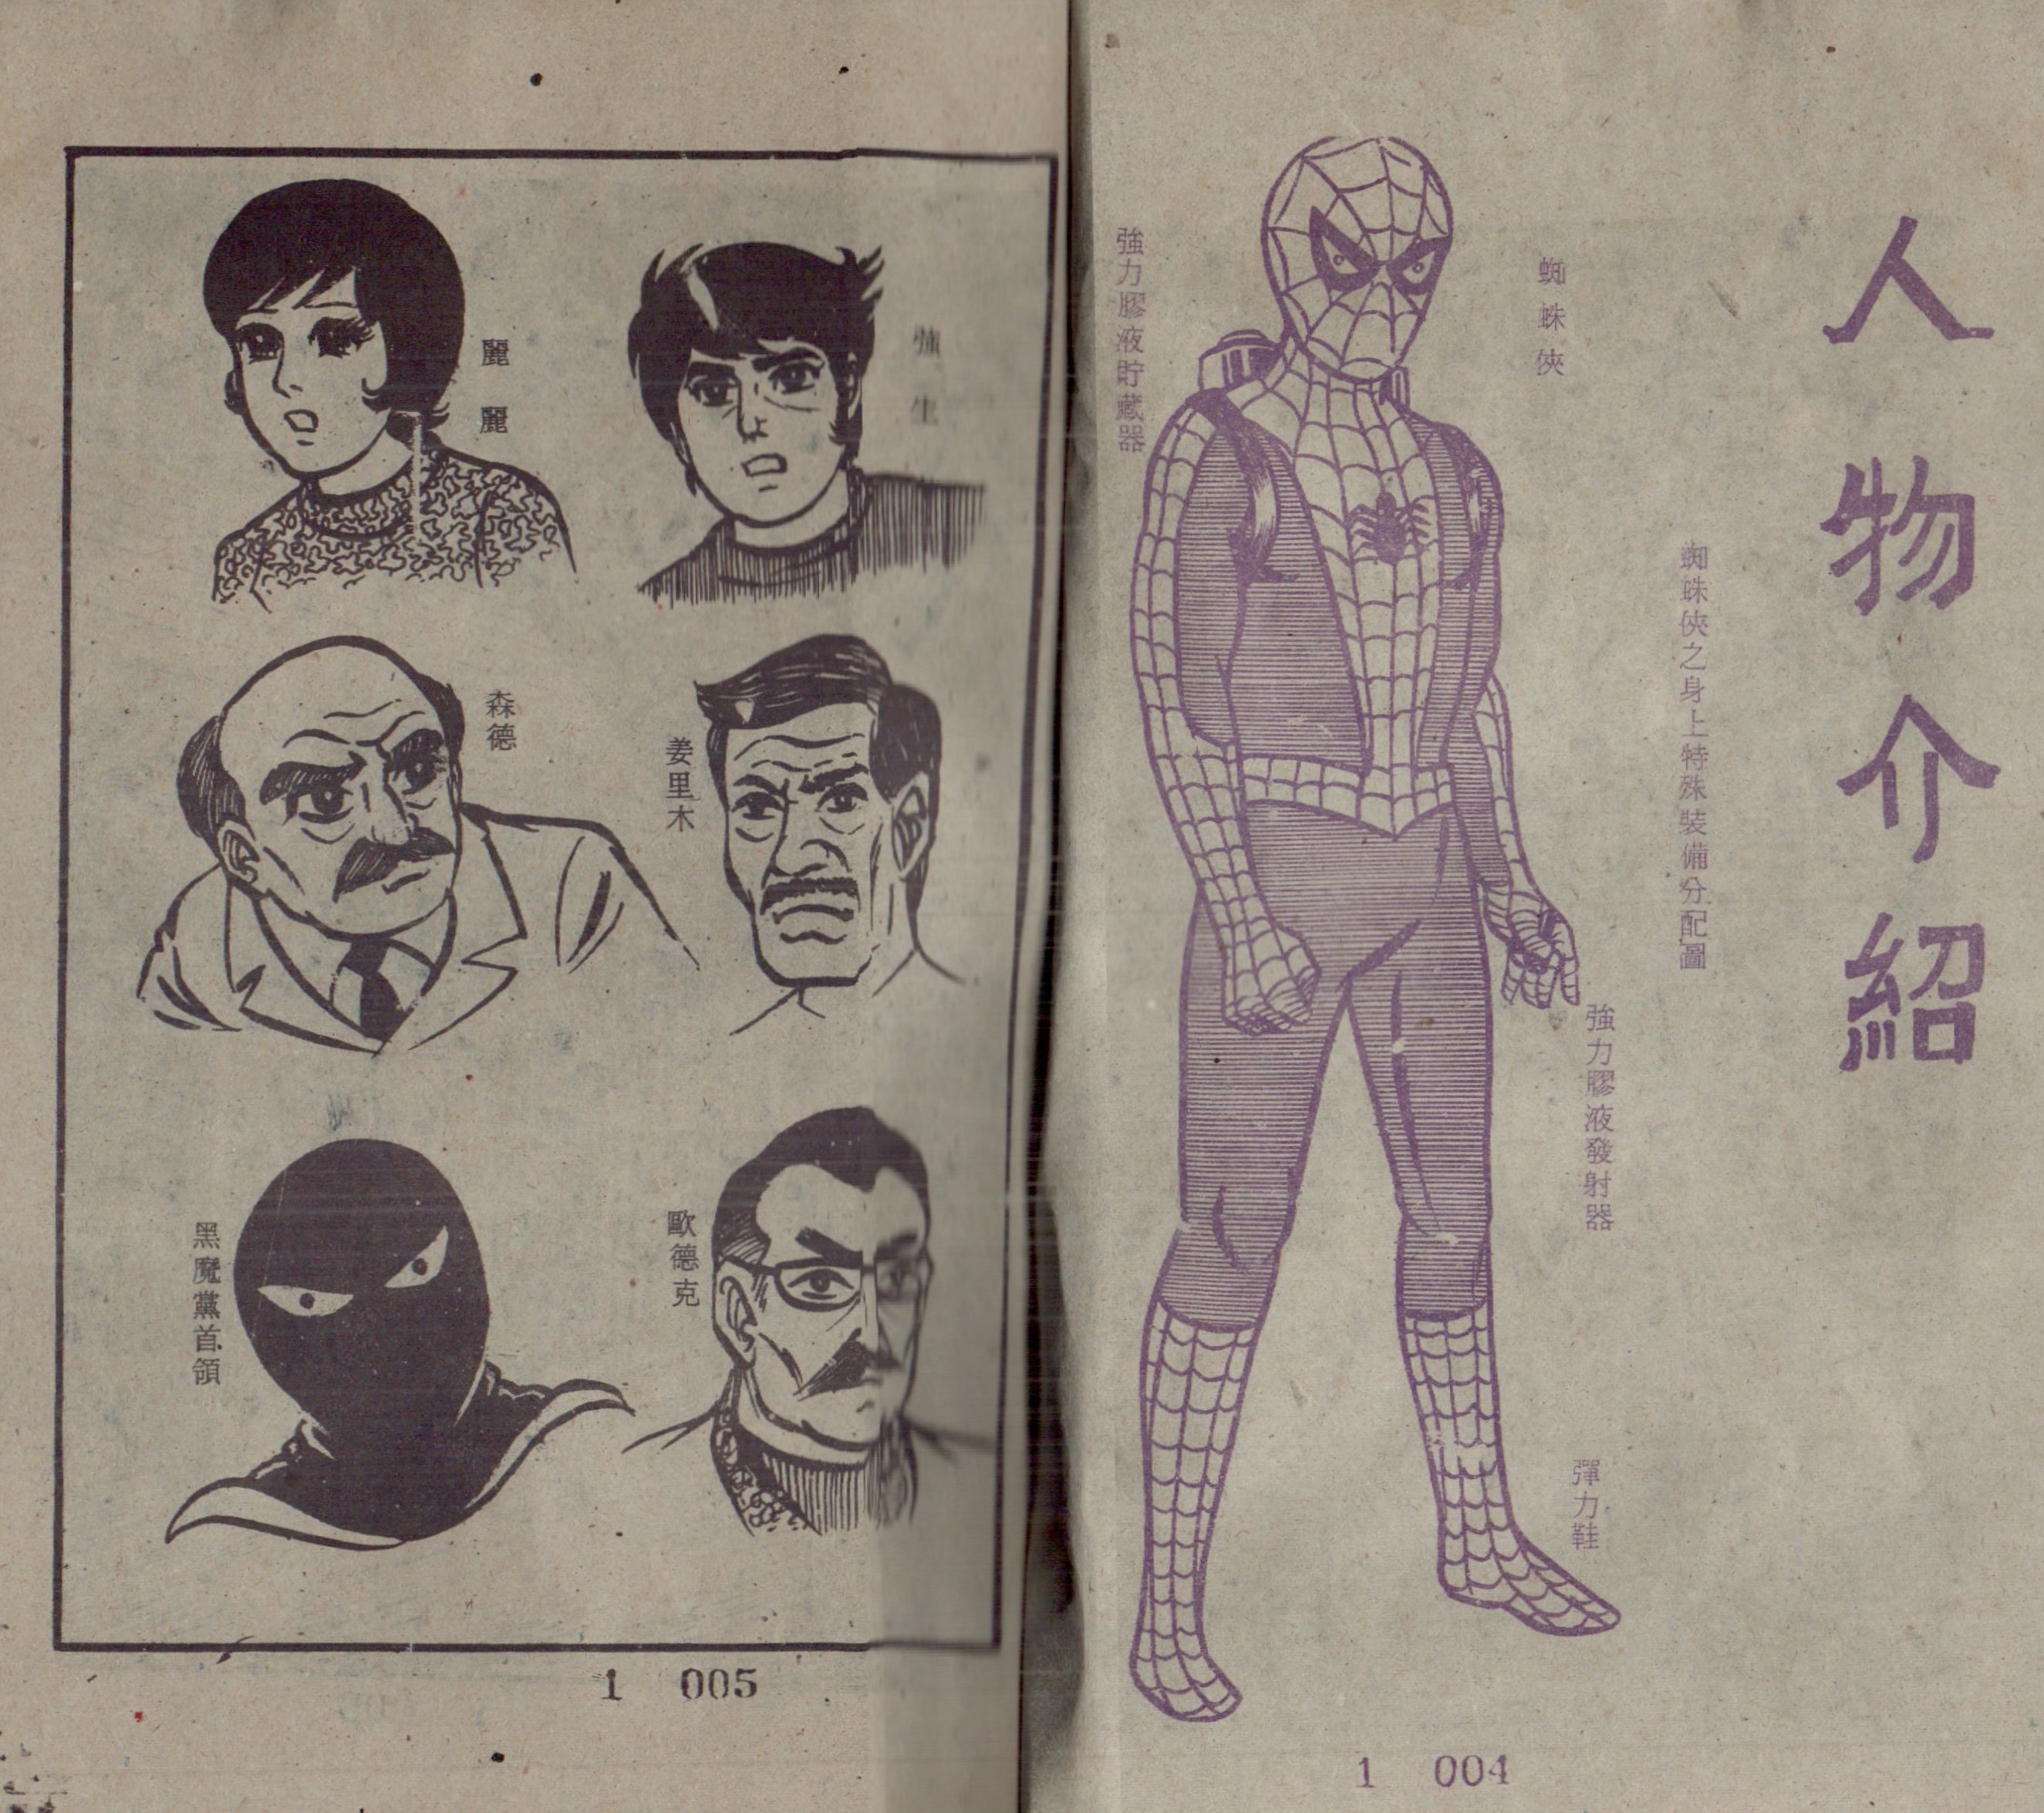 人物介紹
蜘蛛俠之身上特殊裝備分配圖
蜘蛛俠
強力膠液貯藏器
強力膠液發射器
彈力鞋
1 004
強生
麗麗
姜里木
森德
歐德克
黑魔黨首領
1 005